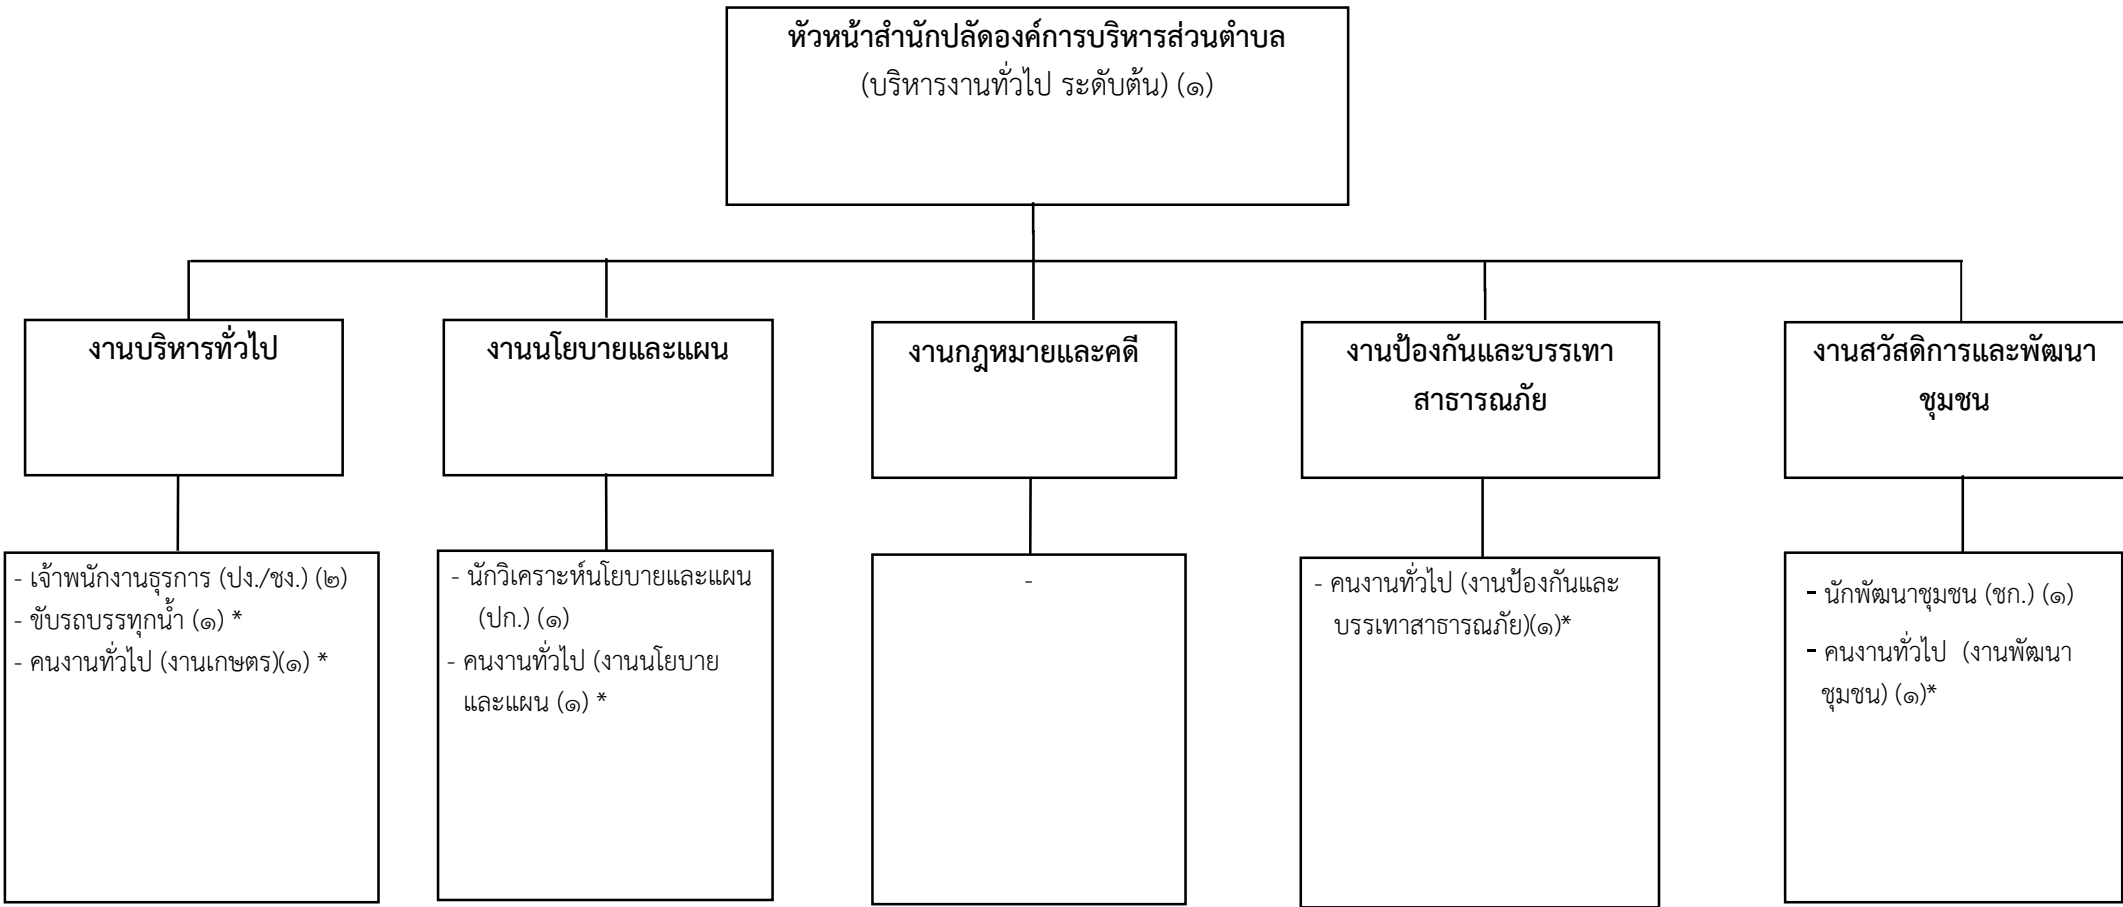 หัวหน้าสำนักปลัดองค์การบริหารส่วนตำบล
(บริหารงานทั่วไป ระดับต้น) (๑)
งานบริหารทั่วไป
งานนโยบายและแผน
งานกฎหมายและคดี
งานป้องกันและบรรเทา
สาธารณภัย
งานสวัสดิการและพัฒนา
ชุมชน
- เจ้าพนักงานธุรการ (ปง./ชง.) (๒)
- ขับรถบรรทุกน้ำ (๑) *
- คนงานทั่วไป (งานเกษตร)(๑) *
- นักวิเคราะห์นโยบายและแผน
(ปก.) (๑)
- คนงานทั่วไป (งานนโยบาย
และแผน (๑) *
-
- คนงานทั่วไป (งานป้องกันและ
บรรเทาสาธารณภัย)(๑)*
- นักพัฒนาชุมชน (ชก.) (๑)
- คนงานทั่วไป (งานพัฒนา
ชุมชน) (๑)*